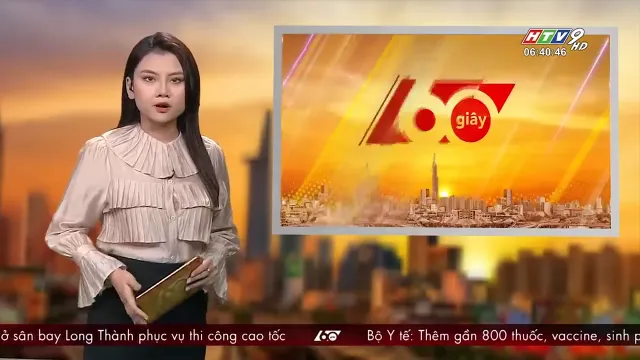 HTV9 HD
06:40:46
60 giây
ở sân bay Long Thành phục vụ thi công cao tốc 60 Bộ Y tế: Thêm gần 800 thuốc, vaccine, sinh p